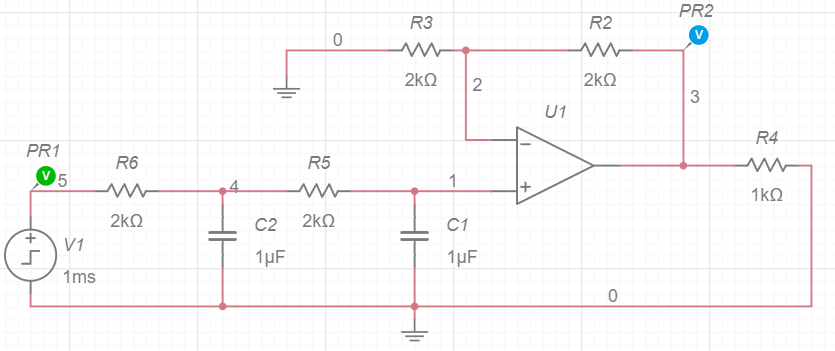 PR2
V
R3
R2
0
2kΩ
2kΩ
2
3
U1
PR1
V
5
R6
4
R5
1
R4
2kΩ
2kΩ
1kΩ
V1
1ms
C2
1µF
C1
1µF
0